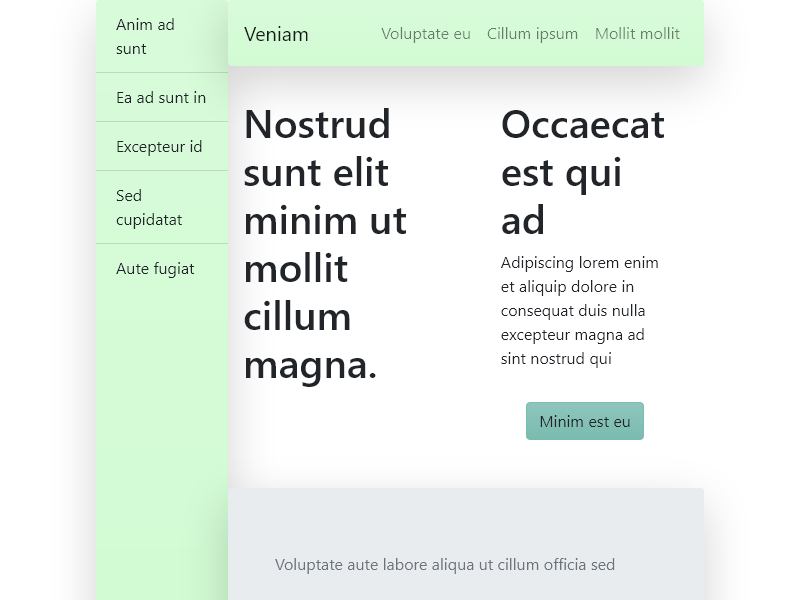 Anim ad
sunt
Ea ad sunt in
Excepteur id
Sed
cupidatat
Aute fugiat
Veniam
Voluptate eu
Cillum ipsum
Mollit mollit
Nostrud
sunt elit
minim ut
mollit
cillum
magna.
Occaecat
est qui
ad
Adipiscing lorem enim
et aliquip dolore in
consequat duis nulla
excepteur magna ad
sint nostrud qui
Minim est eu
Voluptate aute labore aliqua ut cillum officia sed